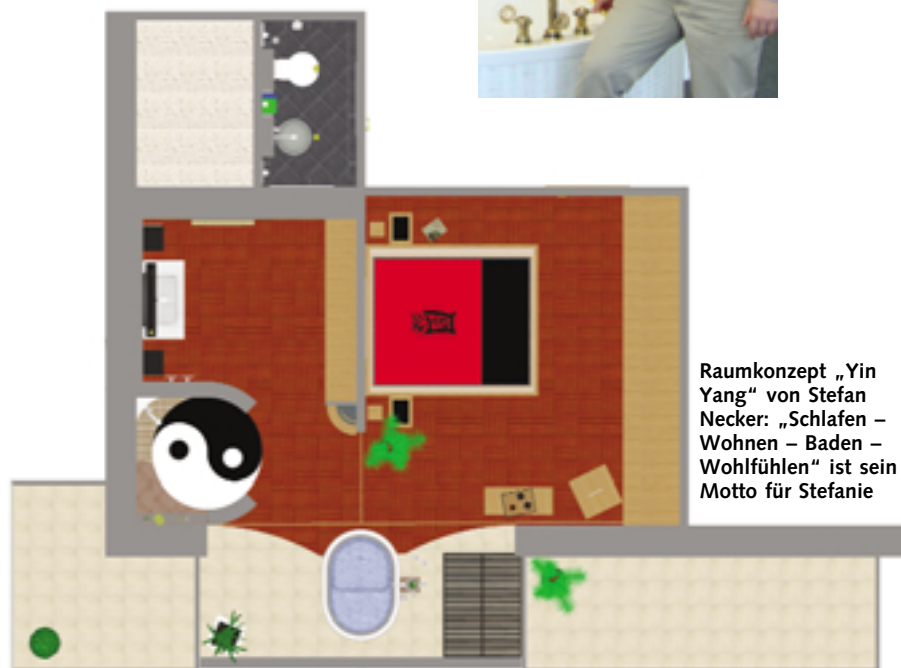 Raumkonzept „Yin
Yang“ von Stefan
Necker: „Schlafen –
Wohnen – Baden –
Wohlfühlen“ ist sein
Motto für Stefanie